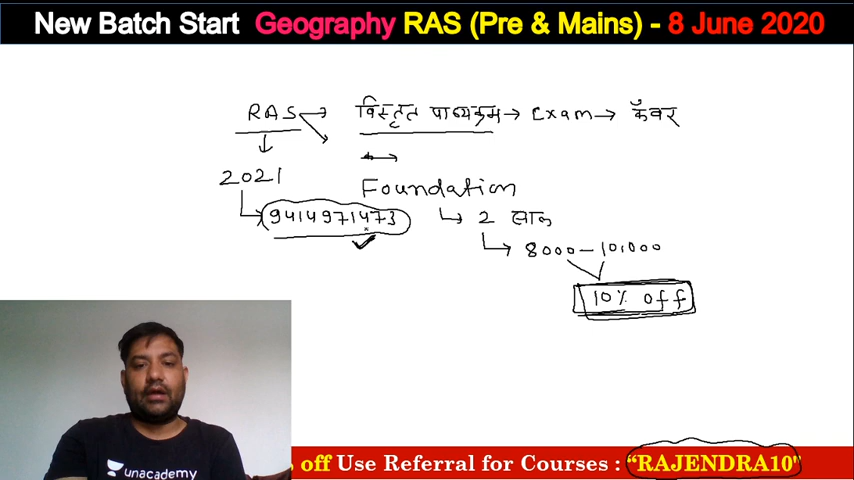 New Batch Start Geography RAS (Pre & Mains) - 8 June 2020
RAS → विस्तृत पाठ्यक्रम → Exam → कँवर
2021
Foundation
9414971473
2 साल
8000 - 10,000
10% off
unacademy
off Use Referral for Courses : “RAJENDRA10"